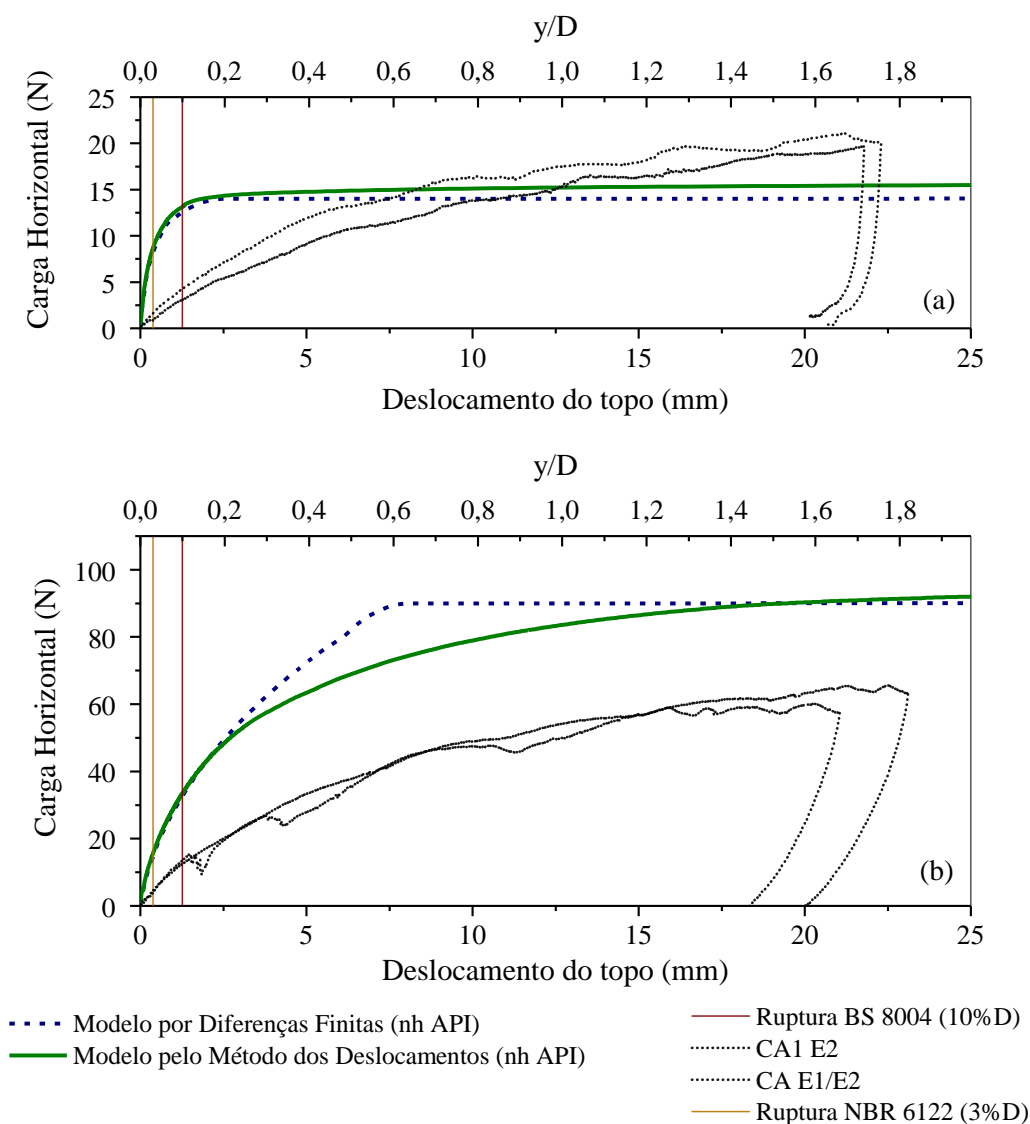 y/D
0,0 0,2 0,4 0,6 0,8 1,0 1,2 1,4 1,6 1,8
Carga Horizontal (N)
25
20
15
10
5
0
(a)
0 5 10 15 20 25
Deslocamento do topo (mm)
y/D
0,0 0,2 0,4 0,6 0,8 1,0 1,2 1,4 1,6 1,8
Carga Horizontal (N)
100
80
60
40
20
0
(b)
0 5 10 15 20 25
Deslocamento do topo (mm)
Modelo por Diferenças Finitas (nh API)
Modelo pelo Método dos Deslocamentos (nh API)
Ruptura BS 8004 (10%D)
CA1 E2
CA E1/E2
Ruptura NBR 6122 (3%D)